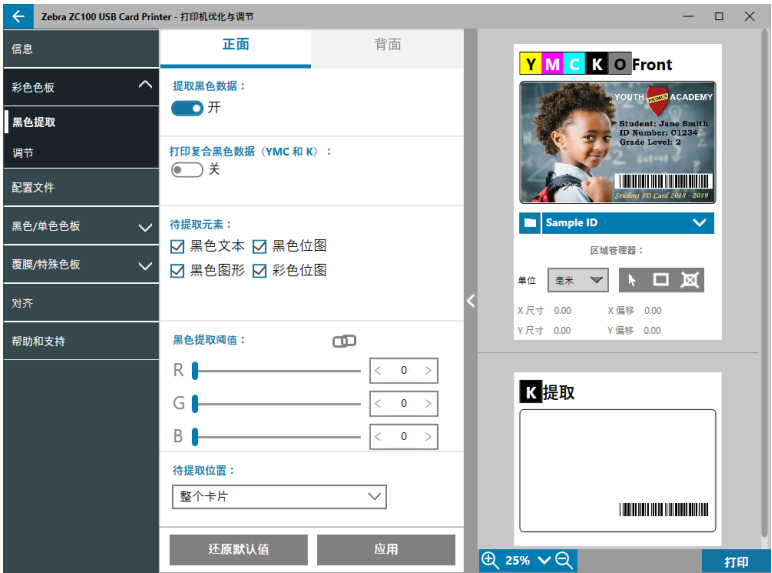 Zebra ZC100 USB Card Printer - 打印机优化与调节
信息
彩色色板
黑色提取
调节
配置文件
黑色/单色色板
覆膜/特殊色板
对齐
帮助和支持
正面
背面
提取黑色数据：
开
打印复合黑色数据（YMC 和 K）：
关
待提取元素：
黑色文本 黑色位图
黑色图形 彩色位图
黑色提取阈值：
R < 0 >
G < 0 >
B < 0 >
待提取位置：
整个卡片
还原默认值
应用
Y M C K O Front
YOUTH ACADEMY
Student: Jane Smith
ID Number: 01234
Grade Level: 2
Student ID Card 2018 - 2019
Sample ID
区域管理器：
单位 毫米
X 尺寸 0.00 X 偏移 0.00
Y 尺寸 0.00 Y 偏移 0.00
K 提取
25%
打印